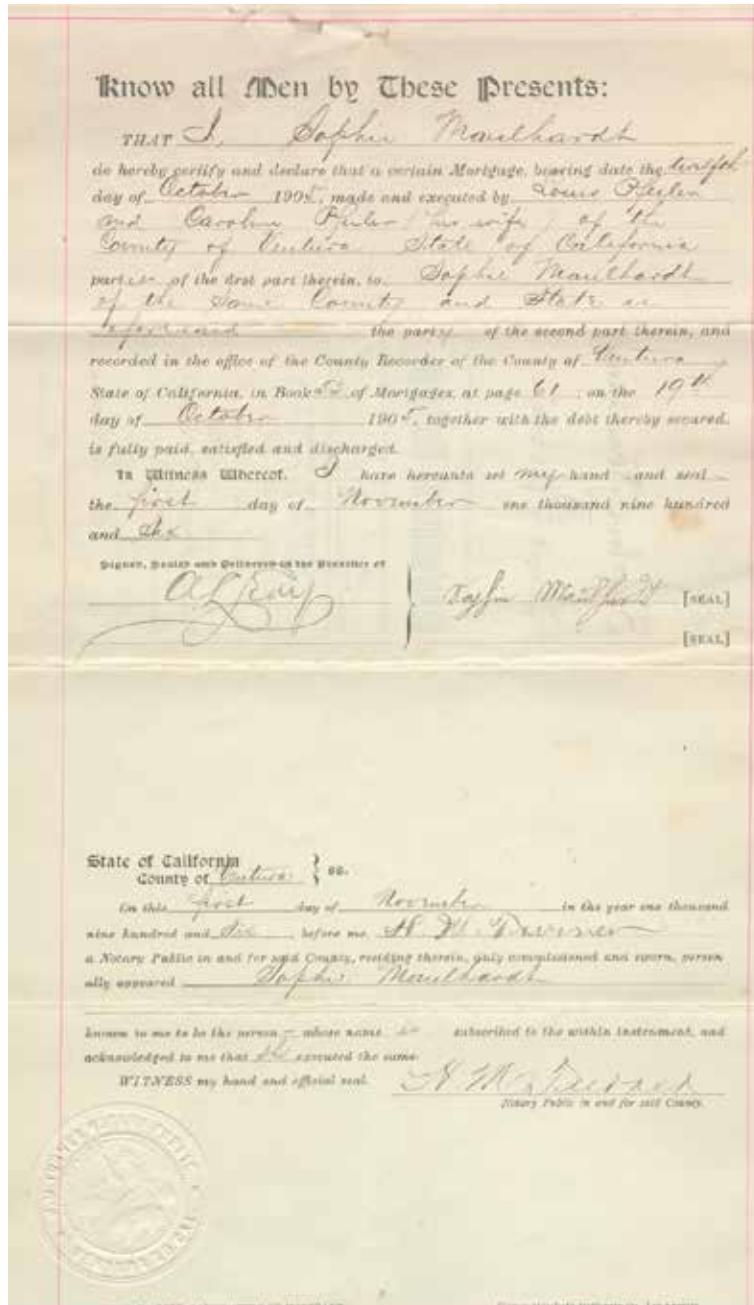 Know all Men by These Presents:
THAT I, Sophie Maulhardt
do hereby certify and declare that a certain Mortgage, bearing date the twelfth
day of October 1905, made and executed by Louis Pfeiler
and Caroline Pfeiler (his wife) of the
County of Ventura State of California
parties of the first part therein, to Sophie Maulhardt
of the Same County and State as
aforesaid the party of the second part therein, and
recorded in the office of the County Recorder of the County of Ventura
State of California, in Book of Mortgages, at page 61, on the 19th
day of October 1905, together with the debt thereby secured,
is fully paid, satisfied and discharged.
In Witness Whereof, I have hereunto set my hand and seal
the first day of November one thousand nine hundred
and Six
Signed, Sealed and Delivered in the Presence of
Sophie Maulhardt [SEAL]
[SEAL]
State of California
County of Ventura } ss.
On this first day of November in the year one thousand
nine hundred and Six, before me, H. W.
a Notary Public in and for said County, residing therein, duly commissioned and sworn, person
ally appeared Sophie Maulhardt
known to me to be the person whose name is subscribed to the within instrument, and
acknowledged to me that she executed the same.
WITNESS my hand and official seal.
Notary Public in and for said County.